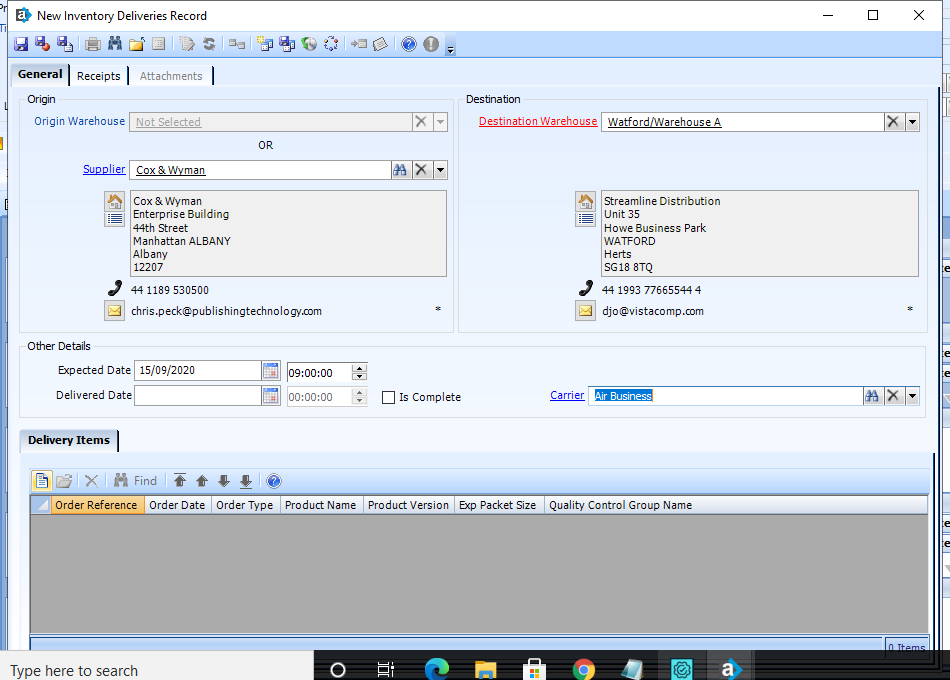 New Inventory Deliveries Record
General Receipts Attachments
Origin
Origin Warehouse Not Selected
OR
Supplier Cox & Wyman
Cox & Wyman
Enterprise Building
44th Street
Manhattan ALBANY
Albany
12207
44 1189 530500
chris.peck@publishingtechnology.com *
Destination
Destination Warehouse Watford/Warehouse A
Streamline Distribution
Unit 35
Howe Business Park
WATFORD
Herts
SG18 8TQ
44 1993 77665544 4
djo@vistacomp.com *
Other Details
Expected Date 15/09/2020 09:00:00
Delivered Date 00:00:00 Is Complete
Carrier Air Business
Delivery Items
Find
Order Reference Order Date Order Type Product Name Product Version Exp Packet Size Quality Control Group Name
0 Items
Type here to search